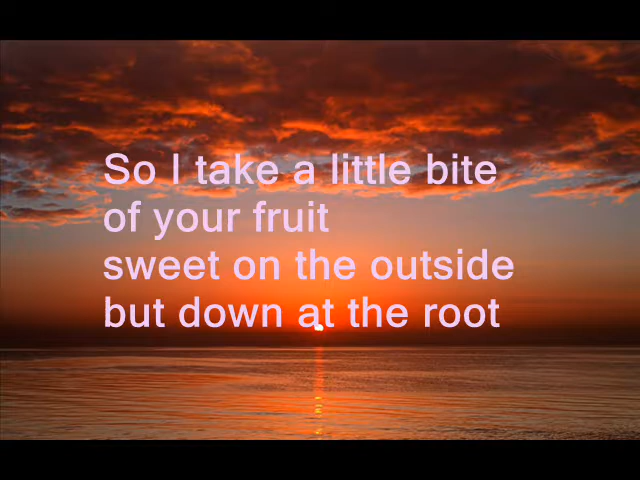 So I take a little bite
of your fruit
sweet on the outside
but down at the root